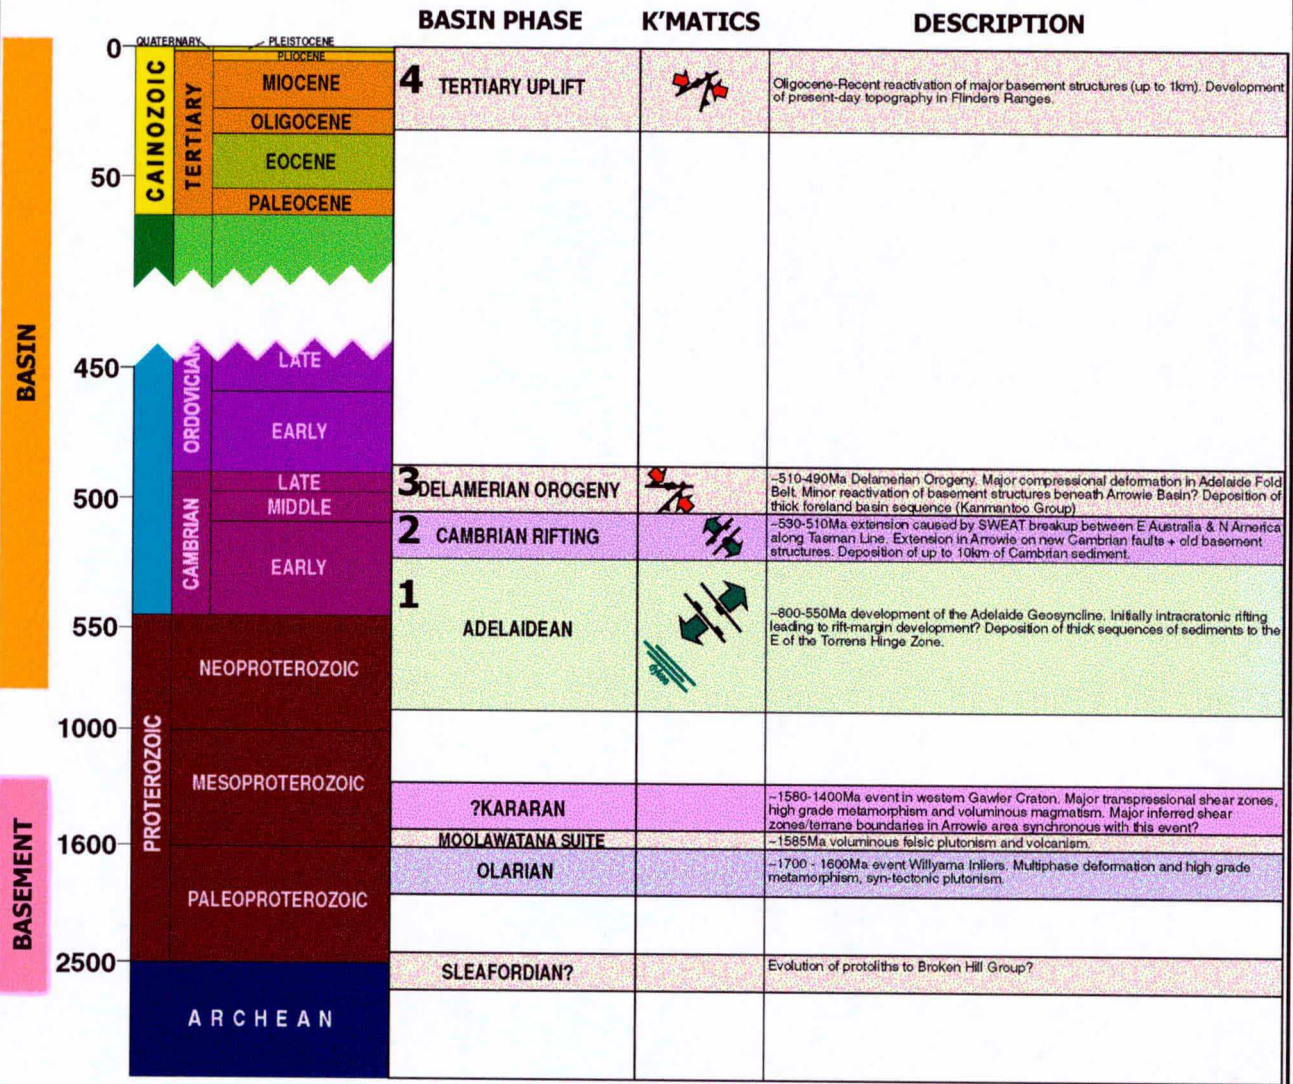 BASIN PHASE K'MATICS DESCRIPTION
QUATERNARY PLEISTOCENE
0
PLIOCENE
CAINOZOIC
TERTIARY
MIOCENE
OLIGOCENE
EOCENE
50
PALEOCENE
4 TERTIARY UPLIFT
Oligocene-Recent reactivation of major basement structures (up to 1km). Development
of present-day topography in Flinders Ranges.
BASIN
450
ORDOVICIAN
LATE
EARLY
500
CAMBRIAN
LATE
MIDDLE
EARLY
3 DELAMERIAN OROGENY
~510-490Ma Delamerian Orogeny. Major compressional deformation in Adelaide Fold
Belt. Minor reactivation of basement structures beneath Arrowie Basin? Deposition of
thick foreland basin sequence (Kanmantoo Group)
2 CAMBRIAN RIFTING
~530-510Ma extension caused by SWEAT breakup between E Australia & N America
along Tasman Line. Extension in Arrowie on new Cambrian faults + old basement
structures. Deposition of up to 10km of Cambrian sediment.
1
ADELAIDEAN
~800-550Ma development of the Adelaide Geosyncline. Initially intracratonic rifting
leading to rift-margin development? Deposition of thick sequences of sediments to the
E of the Torrens Hinge Zone.
550
PROTEROZOIC
NEOPROTEROZOIC
1000
MESOPROTEROZOIC
BASEMENT
?KARARAN
~1580-1400Ma event in western Gawler Craton. Major transpressional shear zones,
high grade metamorphism and voluminous magmatism. Major inferred shear
zones/terrane boundaries in Arrowie area synchronous with this event?
1600
MOOLAWATANA SUITE
~1585Ma voluminous felsic plutonism and volcanism.
OLARIAN
~1700 - 1600Ma event Willyama Inliers. Multiphase deformation and high grade
metamorphism, syn-tectonic plutonism.
PALEOPROTEROZOIC
2500
SLEAFORDIAN?
Evolution of protoliths to Broken Hill Group?
ARCHEAN